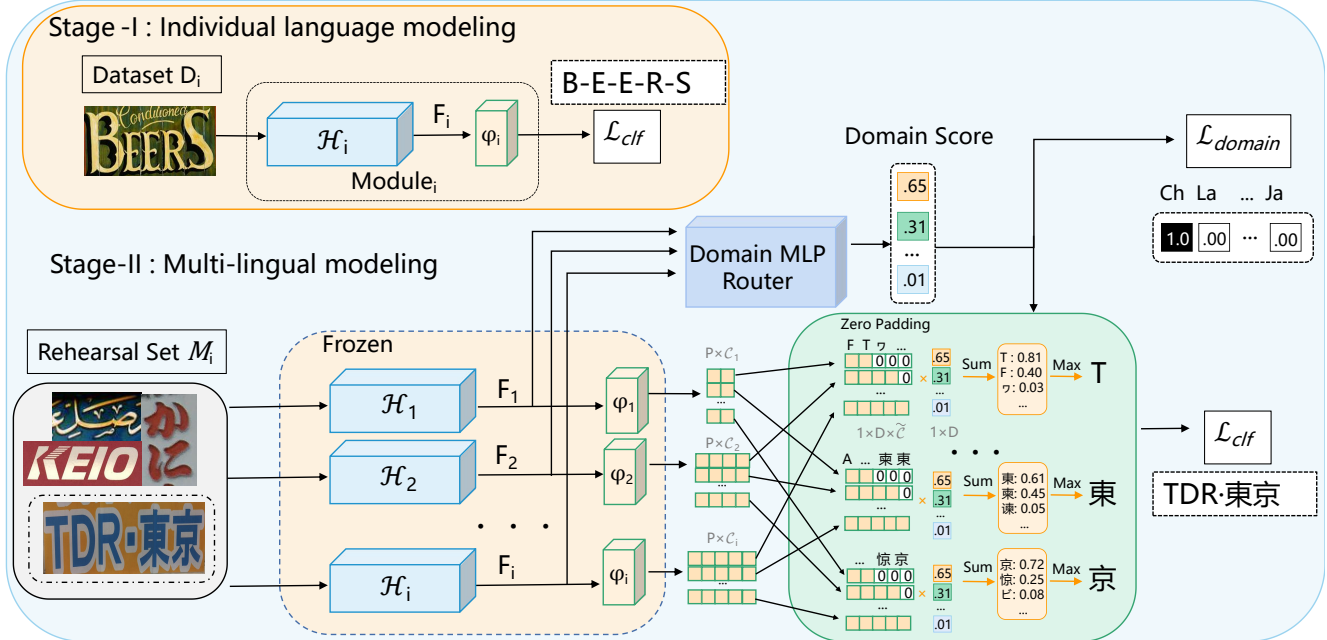 Stage -I : Individual language modeling
Dataset Dᵢ
Conditioned
BEERS
ℋᵢ
Fᵢ
φᵢ
Moduleᵢ
B-E-E-R-S
ℒclf
Domain Score
.65
.31
...
.01
ℒdomain
Ch La ... Ja
1.0 .00 ... .00
Domain MLP
Router
Stage-II : Multi-lingual modeling
Rehearsal Set Mᵢ
かに
KEIO
TDR·東京
Frozen
ℋ₁
F₁
φ₁
ℋ₂
F₂
φ₂
. . .
ℋᵢ
Fᵢ
φᵢ
P×𝒞₁
...
P×𝒞₂
...
P×𝒞ᵢ
...
Zero Padding
F T ヮ ...
0 0 0
0
...
×
.65
.31
...
.01
Sum
T : 0.81
F : 0.40
ヮ : 0.03
...
Max
T
1×D×C̃
1×D
. . .
A ... 東 東
0 0 0
0
...
×
.65
.31
...
.01
Sum
東: 0.61
柬: 0.45
谏: 0.05
...
Max
東
... 惊 京
0 0 0
0
...
×
.65
.31
...
.01
Sum
京: 0.72
惊: 0.25
ビ: 0.08
...
Max
京
ℒclf
TDR·東京